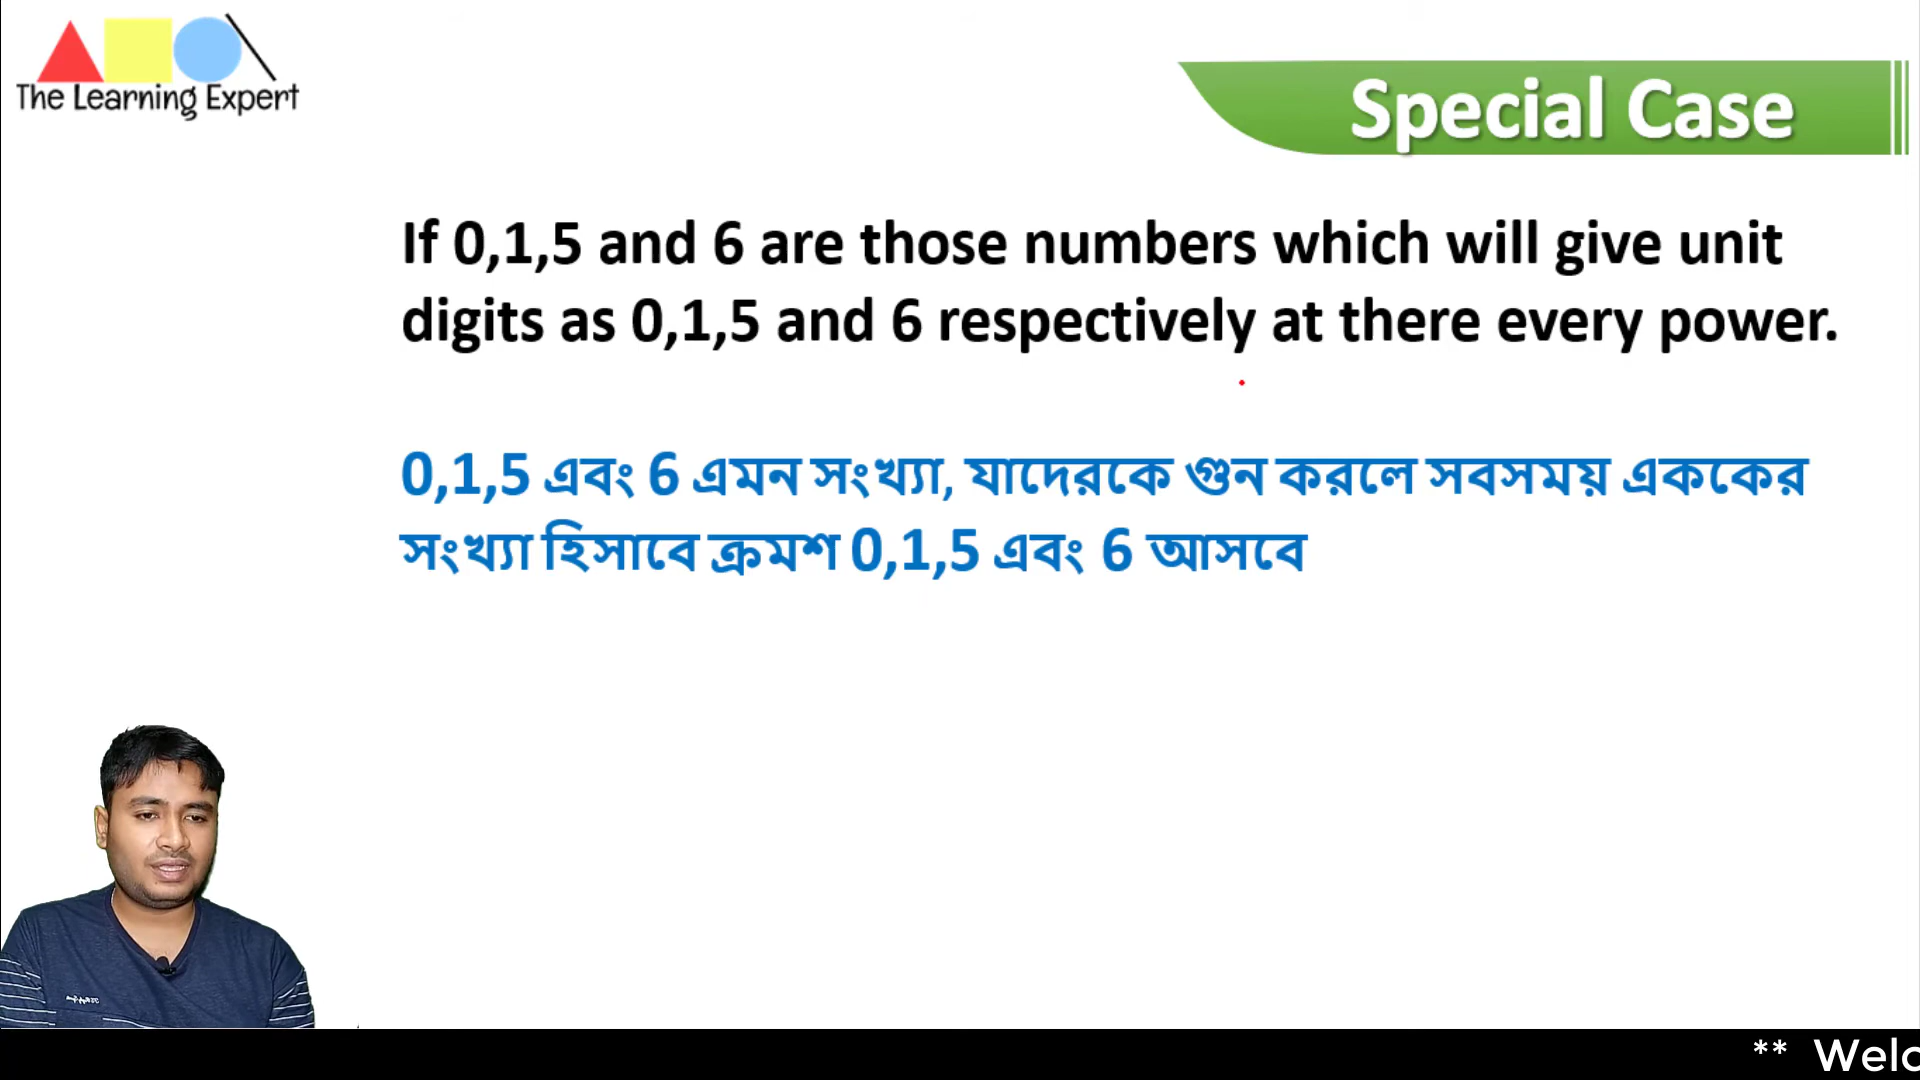 The Learning Expert
Special Case
If 0,1,5 and 6 are those numbers which will give unit
digits as 0,1,5 and 6 respectively at there every power.
0,1,5 এবং 6 এমন সংখ্যা, যাদেরকে গুন করলে সবসময় এককের
সংখ্যা হিসাবে ক্রমশ 0,1,5 এবং 6 আসবে
** Welc